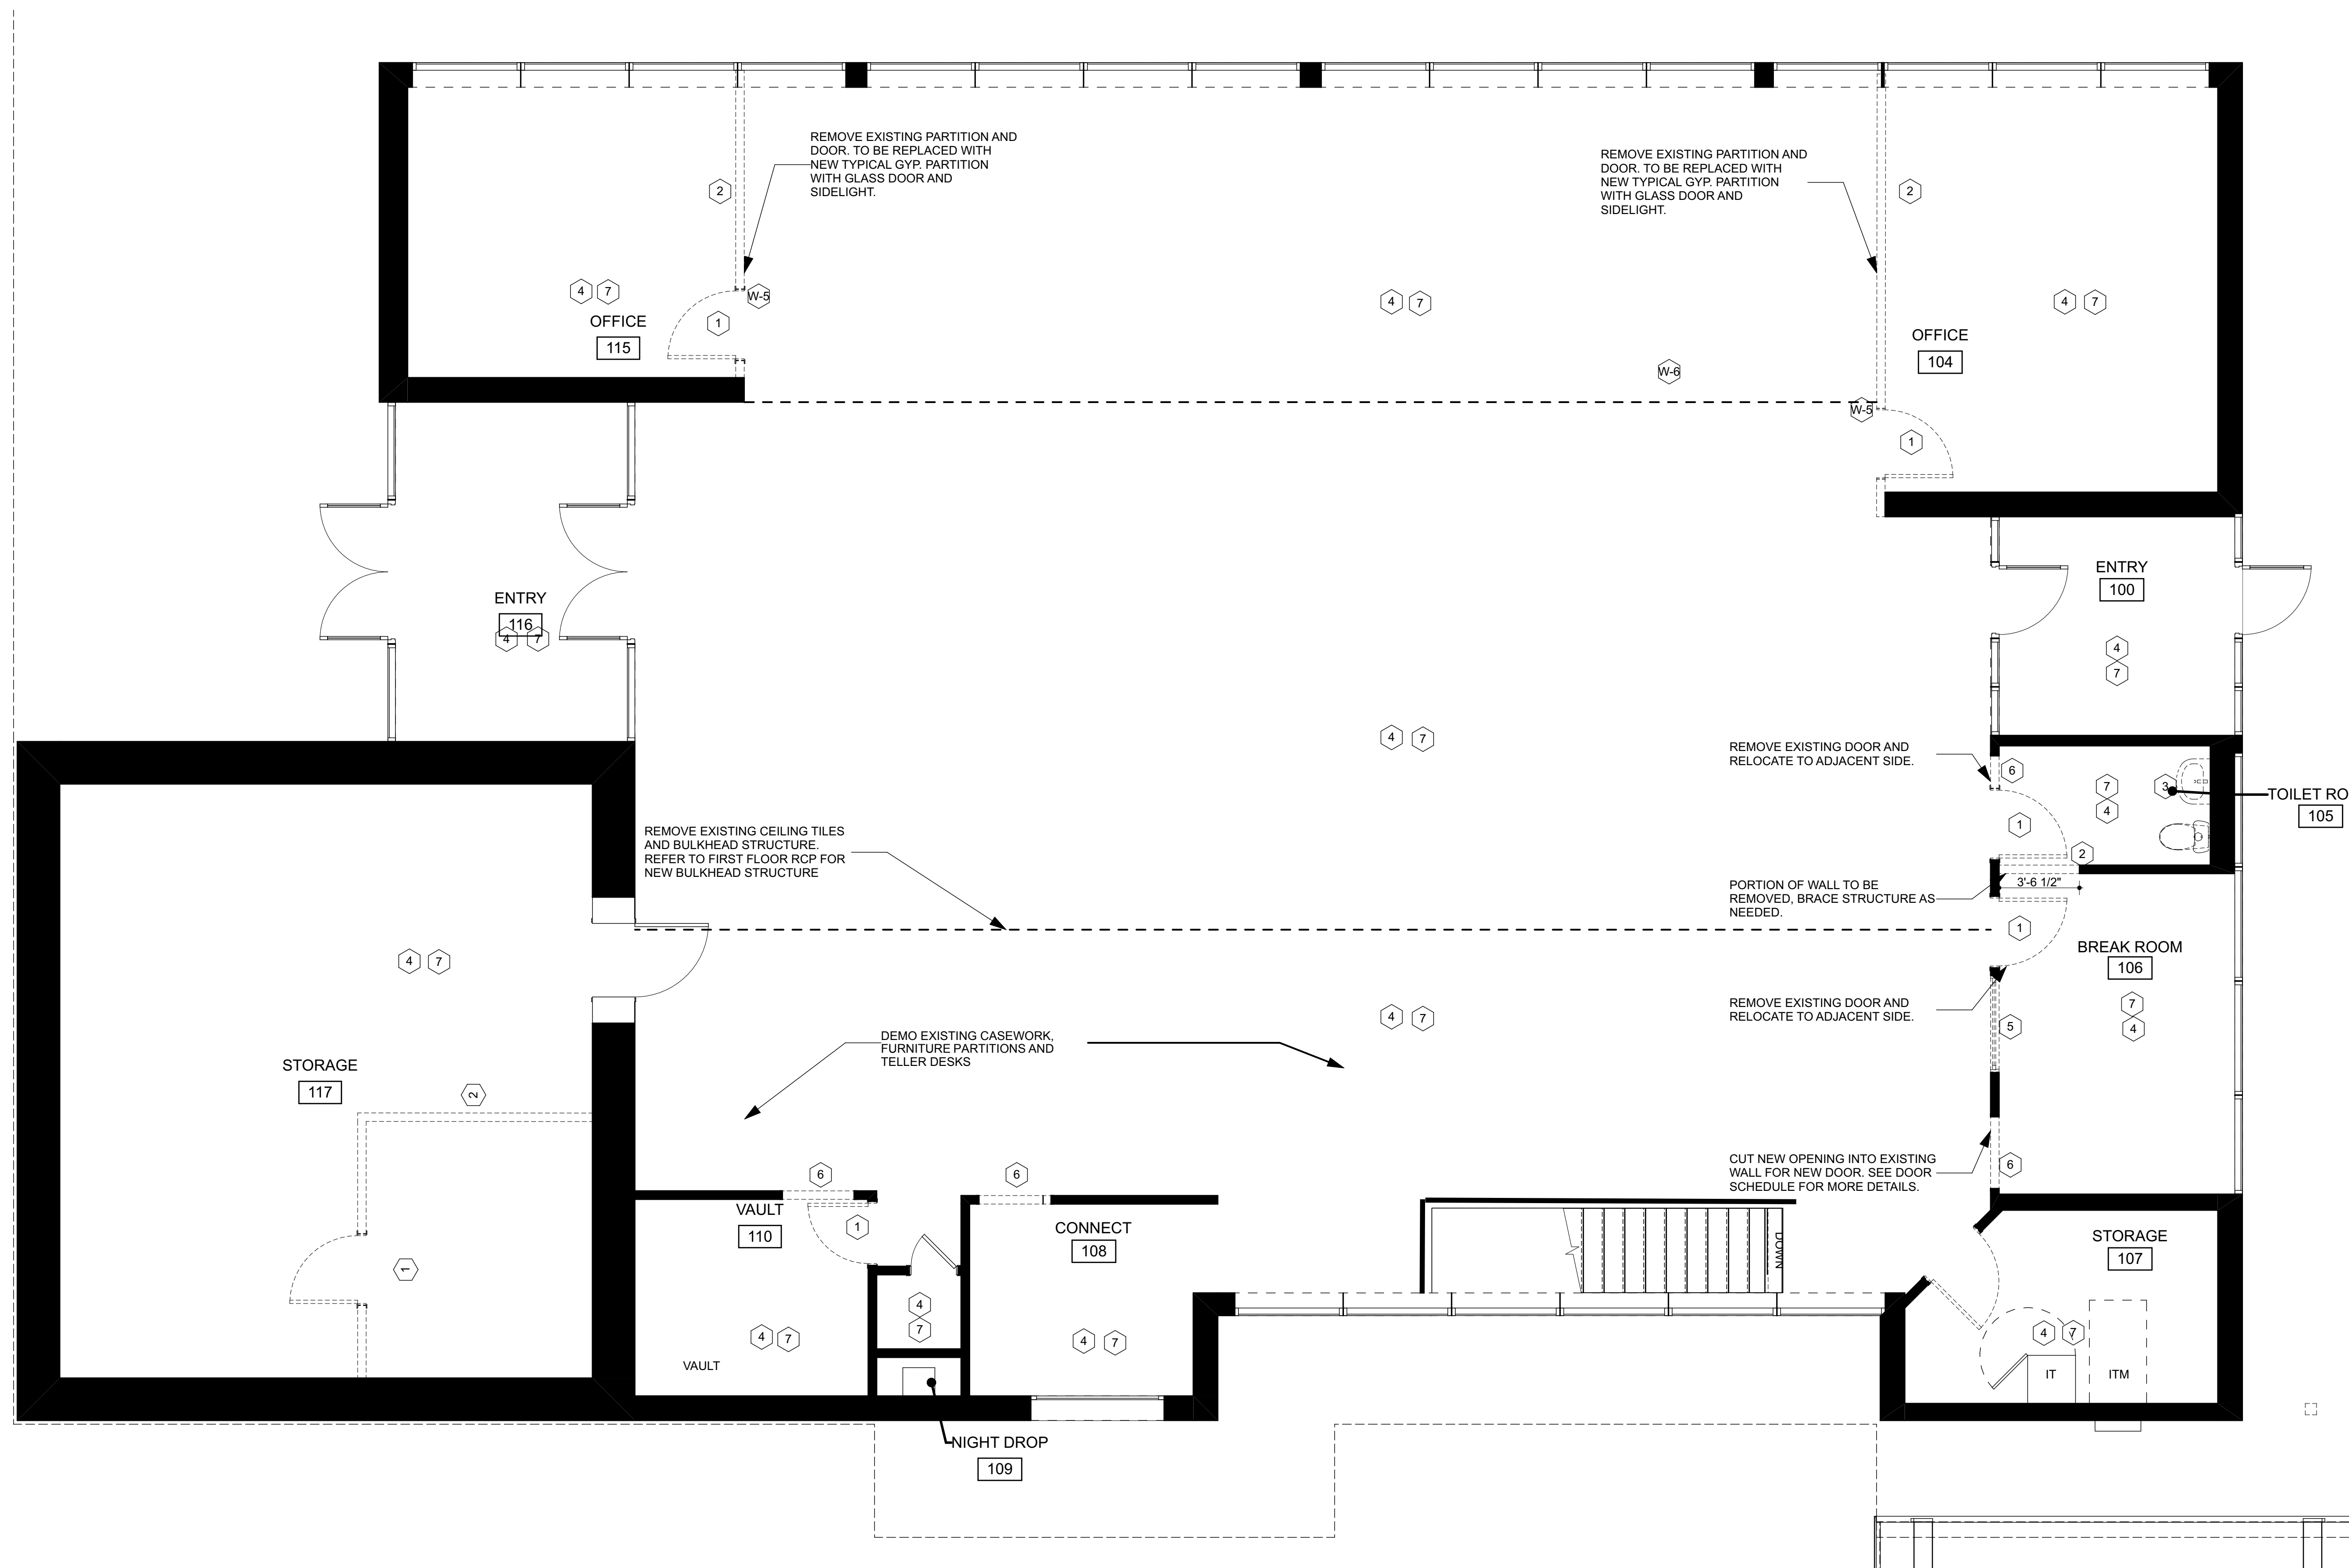 REMOVE EXISTING PARTITION AND
DOOR. TO BE REPLACED WITH
NEW TYPICAL GYP. PARTITION
WITH GLASS DOOR AND
SIDELIGHT.
REMOVE EXISTING PARTITION AND
DOOR. TO BE REPLACED WITH
NEW TYPICAL GYP. PARTITION
WITH GLASS DOOR AND
SIDELIGHT.
2
2
4 7
W-5
1
OFFICE
115
4 7
4 7
OFFICE
104
W-6
W-5
1
ENTRY
116
4 7
ENTRY
100
4
7
4 7
REMOVE EXISTING DOOR AND
RELOCATE TO ADJACENT SIDE.
6
7
4
3
TOILET RO
105
1
2
REMOVE EXISTING CEILING TILES
AND BULKHEAD STRUCTURE.
REFER TO FIRST FLOOR RCP FOR
NEW BULKHEAD STRUCTURE
PORTION OF WALL TO BE
REMOVED, BRACE STRUCTURE AS
NEEDED.
3'-6 1/2"
1
BREAK ROOM
106
7
4
4 7
REMOVE EXISTING DOOR AND
RELOCATE TO ADJACENT SIDE.
5
4 7
DEMO EXISTING CASEWORK,
FURNITURE PARTITIONS AND
TELLER DESKS
STORAGE
117
2
1
CUT NEW OPENING INTO EXISTING
WALL FOR NEW DOOR. SEE DOOR
SCHEDULE FOR MORE DETAILS.
6
6
6
VAULT
110
1
CONNECT
108
DOWN
STORAGE
107
4
7
4 7
4 7
4 7
VAULT
IT
ITM
NIGHT DROP
109